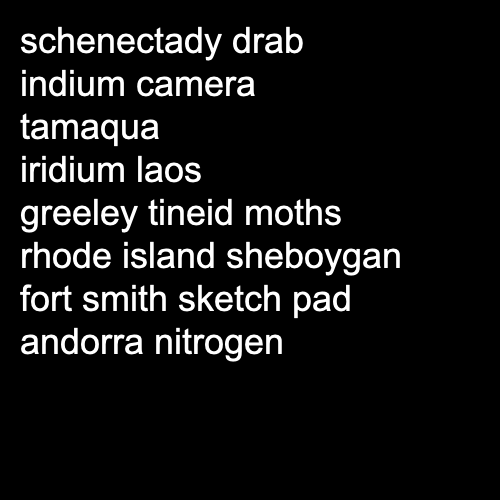 schenectady drab
indium camera
tamaqua
iridium laos
greeley tineid moths
rhode island sheboygan
fort smith sketch pad
andorra nitrogen